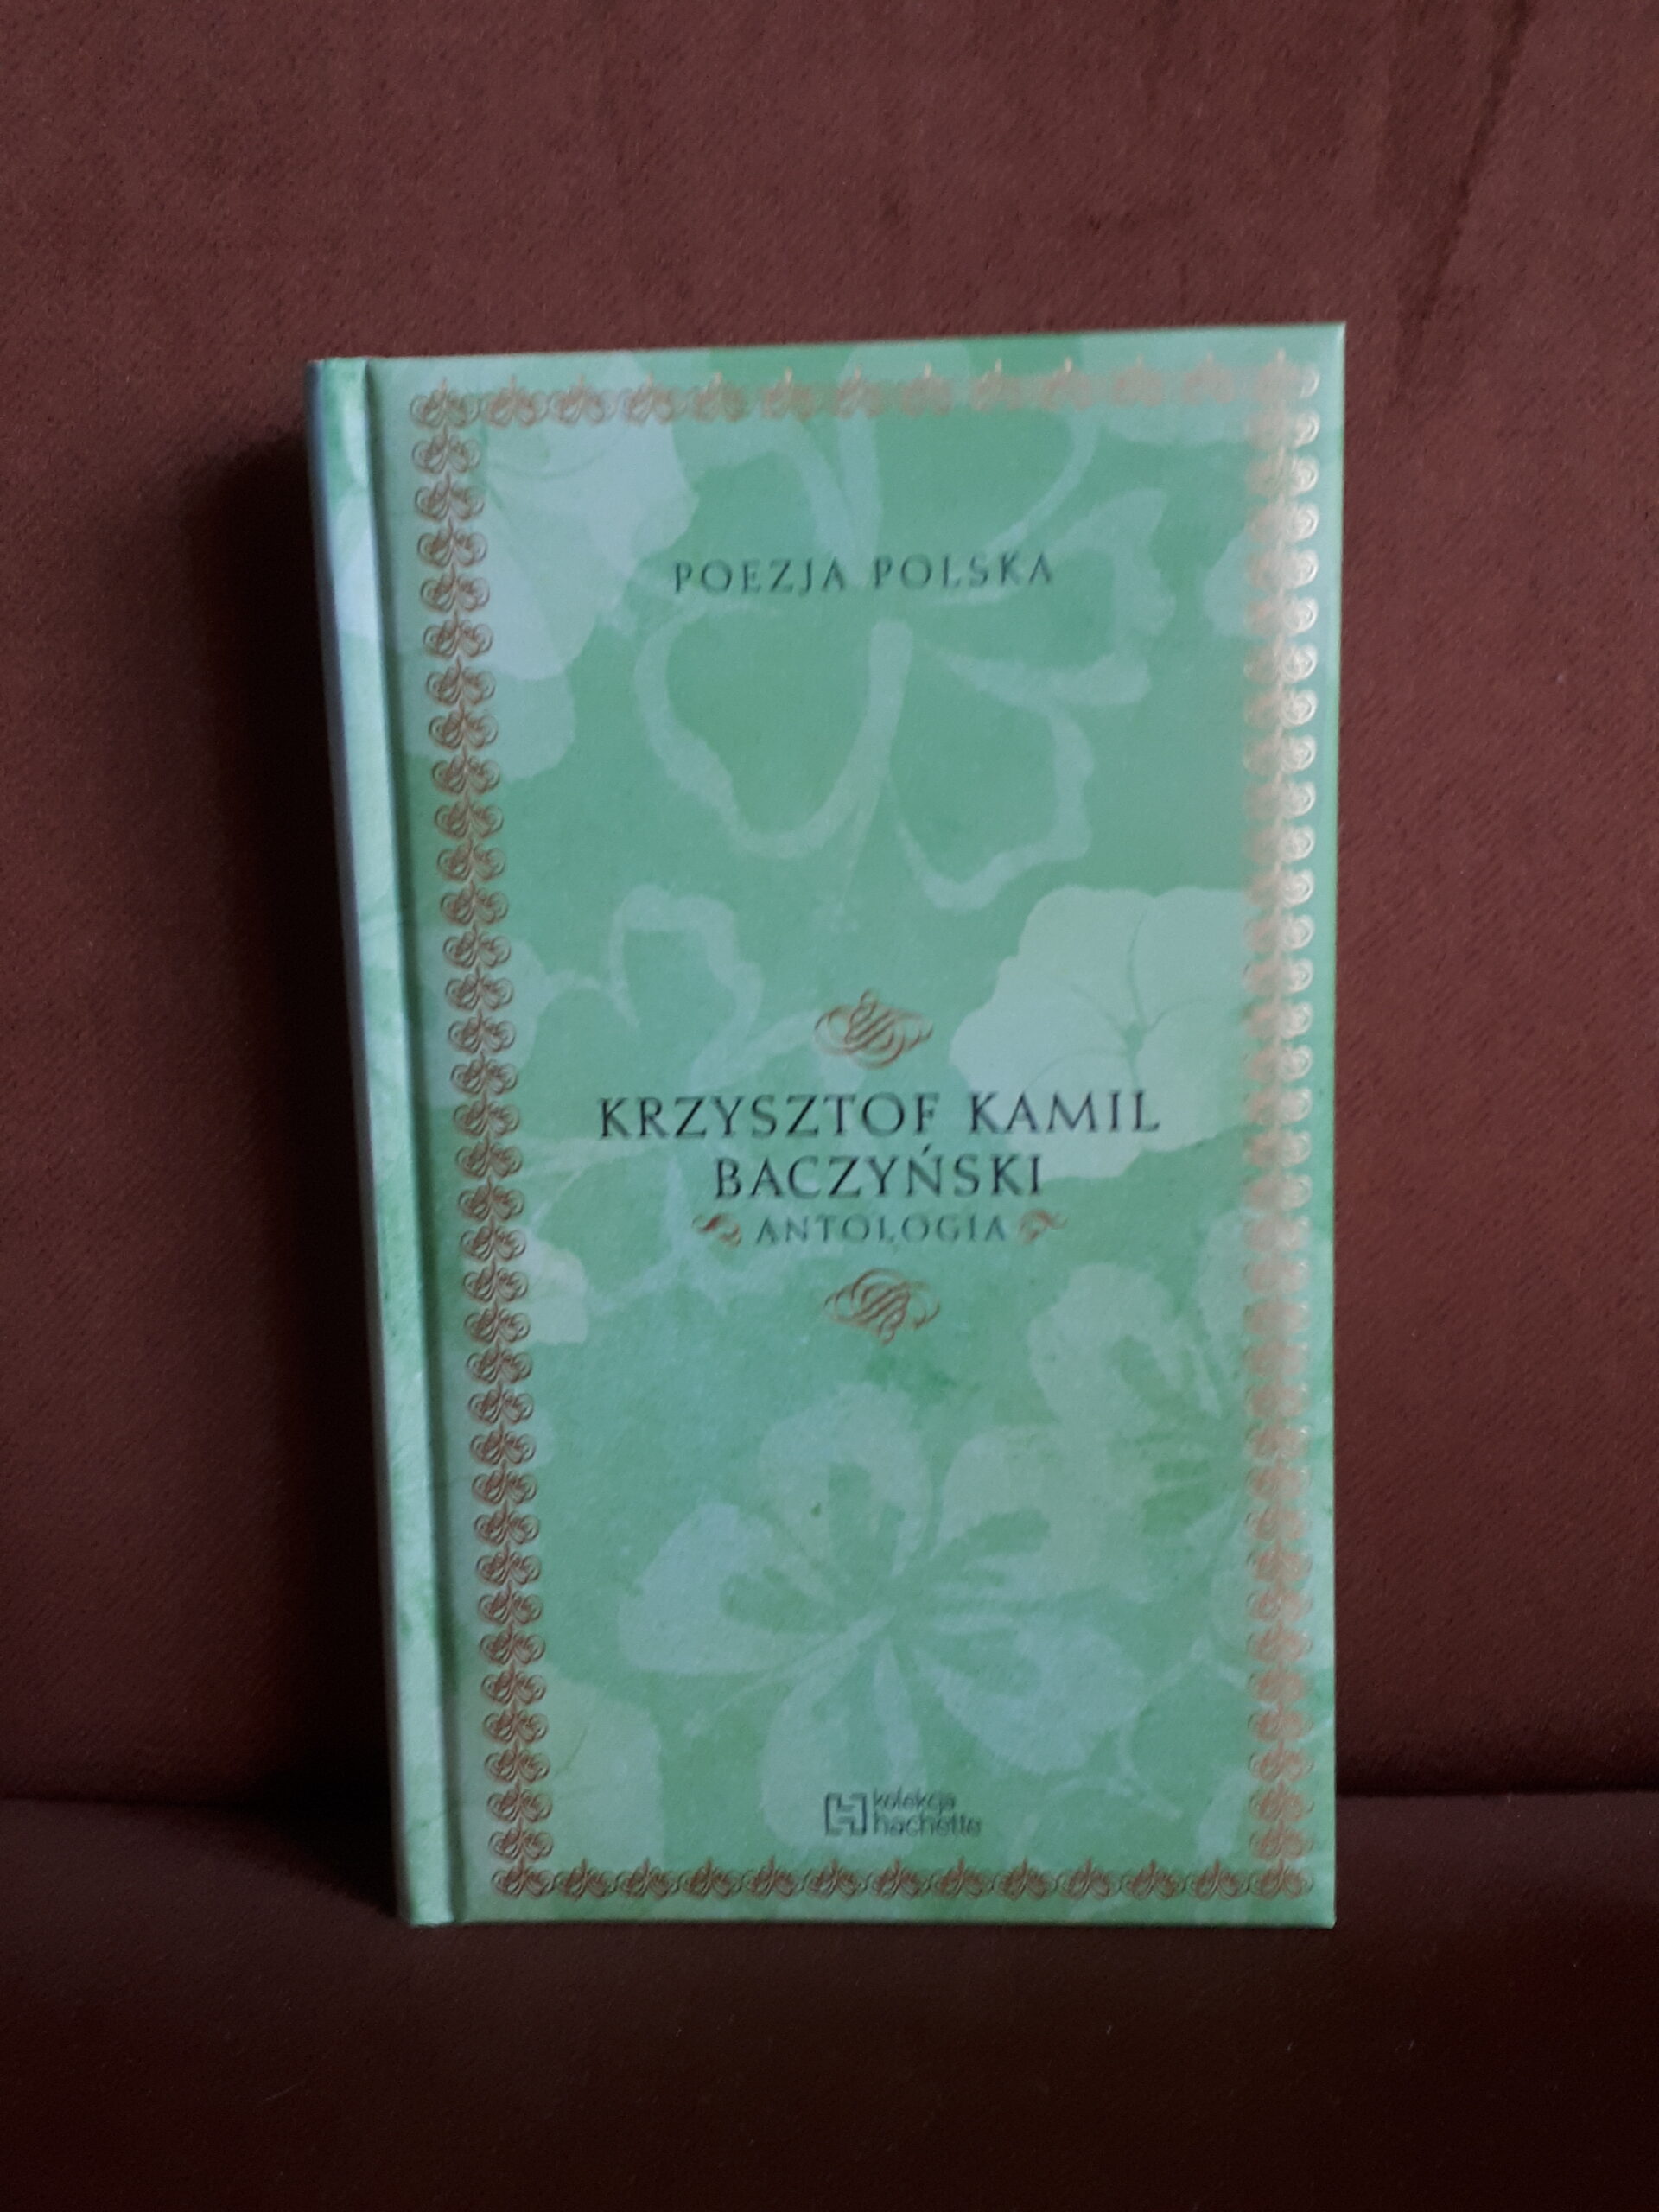 POEZJA POLSKA
KRZYSZTOF KAMIL
BACZYŃSKI
ANTOLOGIA
kolekcja
hachette